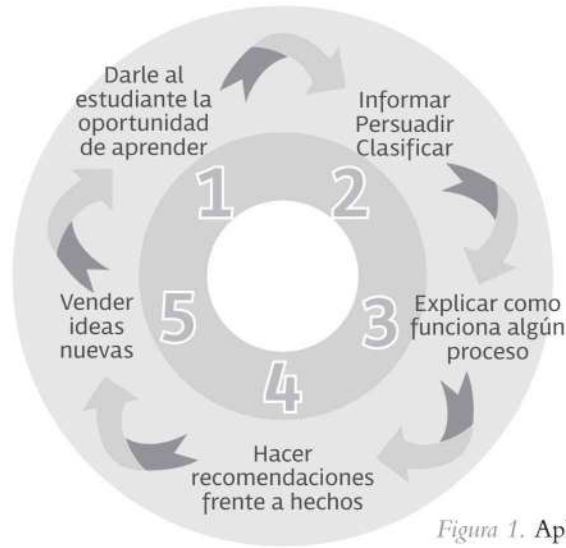 Darle al
estudiante la
oportunidad
de aprender
1
Informar
Persuadir
Clasificar
2
Explicar como
funciona algún
proceso
3
Hacer
recomendaciones
frente a hechos
4
Vender
ideas
nuevas
5
Figura 1.